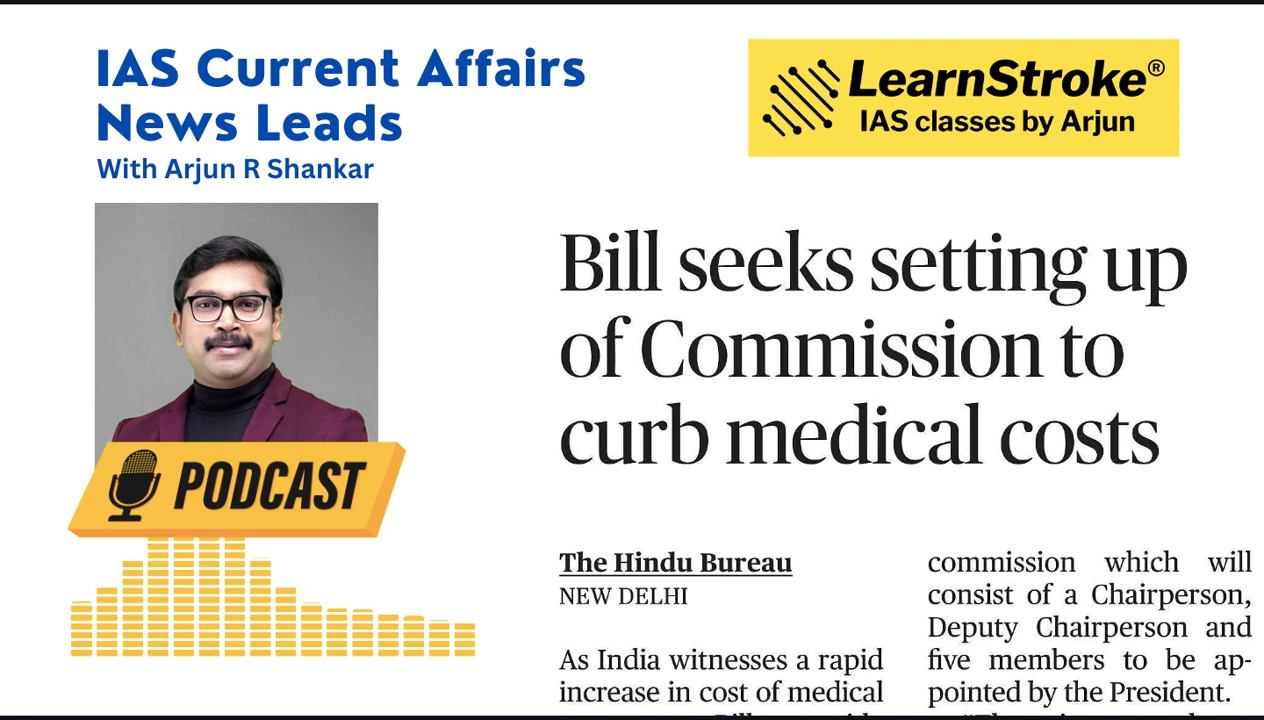 IAS Current Affairs
News Leads
With Arjun R Shankar
LearnStroke®
IAS classes by Arjun
PODCAST
Bill seeks setting up
of Commission to
curb medical costs
The Hindu Bureau
NEW DELHI
As India witnesses a rapid
increase in cost of medical
commission which will
consist of a Chairperson,
Deputy Chairperson and
five members to be ap-
pointed by the President.